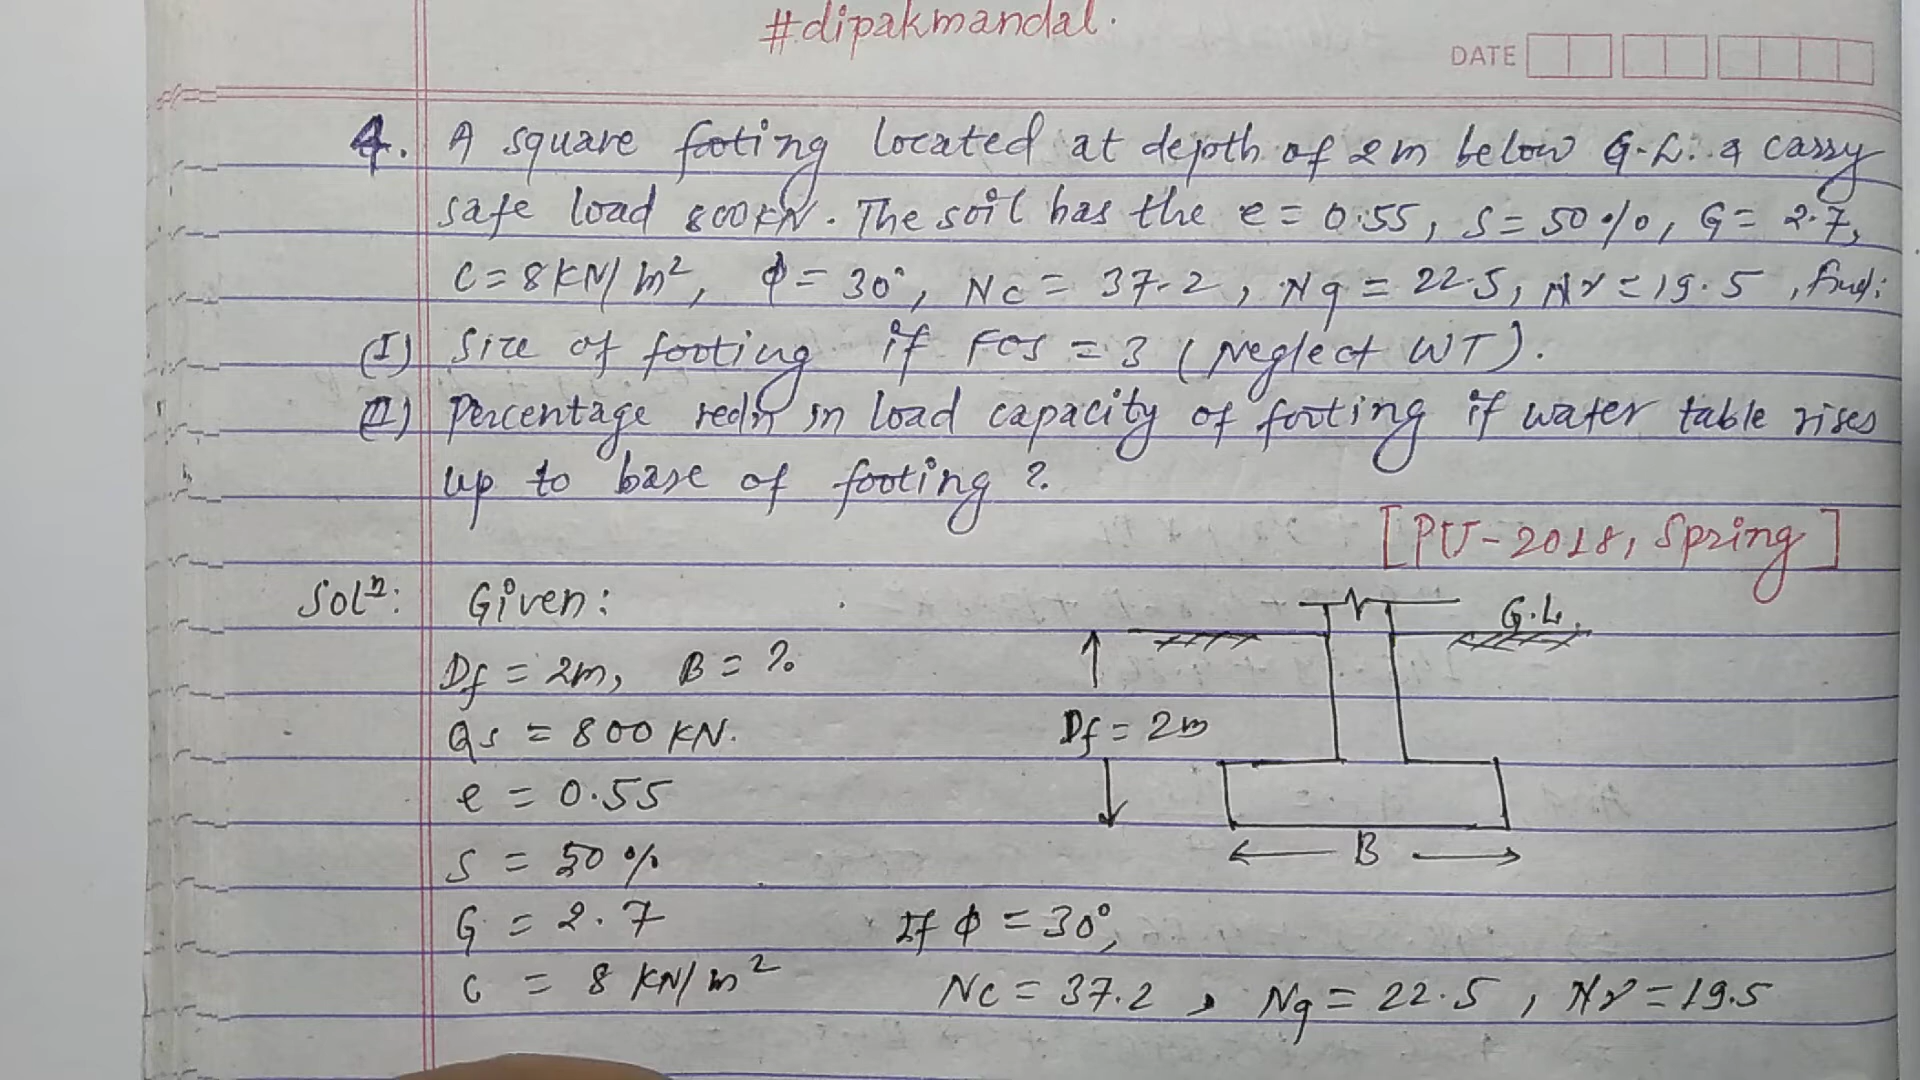 #dipakmandal.
DATE
4. A square footing located at depth of 2m below G.L. & carry
safe load 800KN. The soil has the e = 0.55, S = 50%, G = 2.7,
C = 8KN/m², ϕ = 30°, Nc = 37.2, Nq = 22.5, Nγ = 19.5, find:
(I) Size of footing if FOS = 3 (Neglect WT).
(II) Percentage redn in load capacity of footing if water table rises
up to base of footing ?
[PU-2018, Spring]
Solⁿ: Given:
G.L.
Df = 2m, B = ?
Qs = 800 KN.
Df = 2m
e = 0.55
S = 50%
B
G = 2.7
If ϕ = 30°,
C = 8 KN/m²
Nc = 37.2, Nq = 22.5, Nγ = 19.5